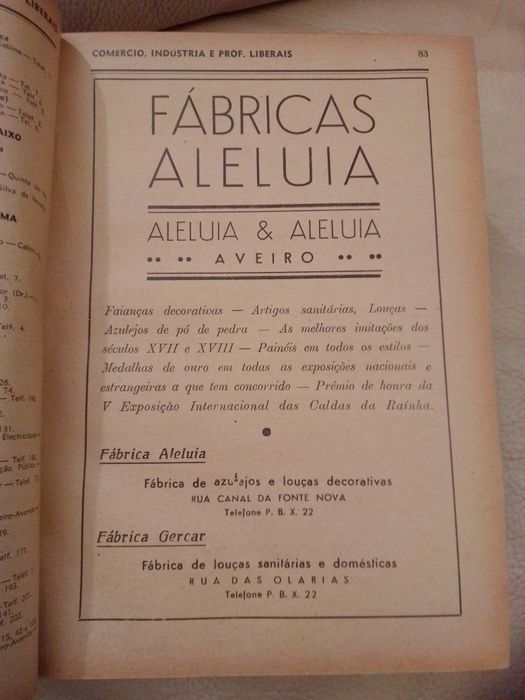 COMÉRCIO, INDÚSTRIA E PROF. LIBERAIS 83
FÁBRICAS
ALELUIA
ALELUIA & ALELUIA
AVEIRO
Faianças decorativas — Artigos sanitárias, Louças —
Azulejos de pó de pedra — As melhores imitações dos
séculos XVII e XVIII — Painéis em todos os estilos —
Medalhas de ouro em todas as exposições nacionais e
estrangeiras a que tem concorrido — Prémio de honra da
V Exposição Internacional das Caldas da Rainha.
Fábrica Aleluia
Fábrica de azulejos e louças decorativas
RUA CANAL DA FONTE NOVA
Telefone P. B. X. 22
Fábrica Gercar
Fábrica de louças sanitárias e domésticas
RUA DAS OLARIAS
Telefone P. B. X. 22